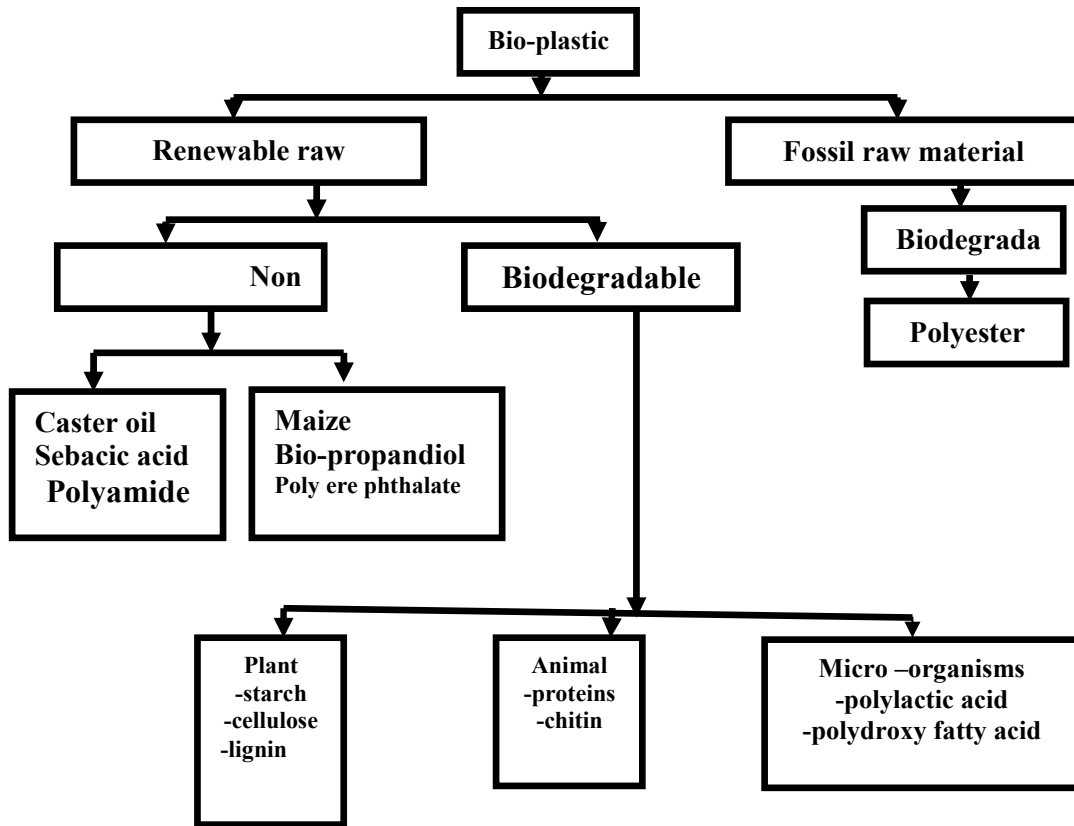 Bio-plastic
Renewable raw
Fossil raw material
Non
Biodegradable
Biodegrada
Polyester
Caster oil
Sebacic acid
Polyamide
Maize
Bio-propandiol
Poly ere phthalate
Plant
-starch
-cellulose
-lignin
Animal
-proteins
-chitin
Micro –organisms
-polylactic acid
-polydroxy fatty acid